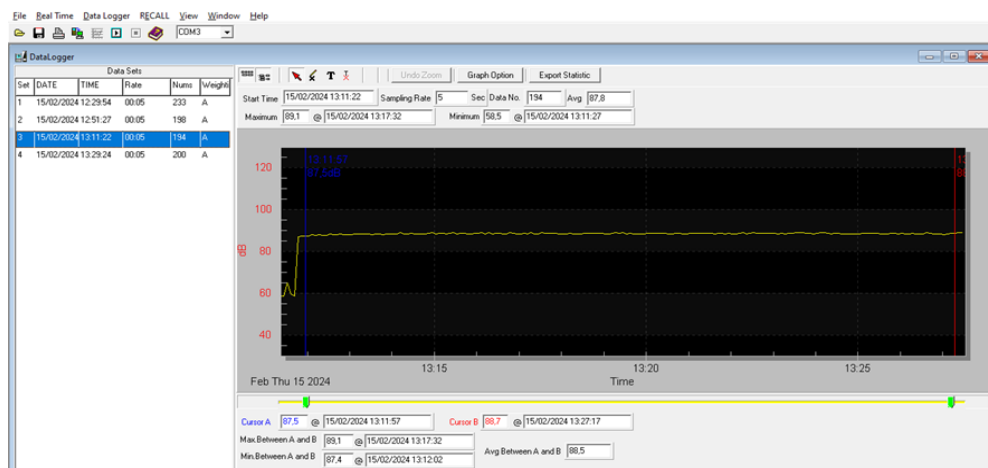 File Real Time Data Logger RECALL View Window Help
COM3
DataLogger
Data Sets
Set DATE TIME Rate Nums Weighti
1 15/02/2024 12:29:54 00:05 233 A
2 15/02/2024 12:51:27 00:05 198 A
3 15/02/2024 13:11:22 00:05 194 A
4 15/02/2024 13:29:24 00:05 200 A
T
Undo Zoom Graph Option Export Statistic
Start Time 15/02/2024 13:11:22 Sampling Rate 5 Sec Data No. 194 Avg 87,8
Maximum 89,1 @ 15/02/2024 13:17:32 Minimum 58,5 @ 15/02/2024 13:11:27
13:11:57
120
100
dB
80
60
40
13:15 13:20 13:25
Feb Thu 15 2024 Time
Cursor A 87,5 @ 15/02/2024 13:11:57 Cursor B 88,7 @ 15/02/2024 13:27:17
Max.Between A and B 89,1 @ 15/02/2024 13:17:32
Min.Between A and B 87,4 @ 15/02/2024 13:12:02
Avg Between A and B 88,5